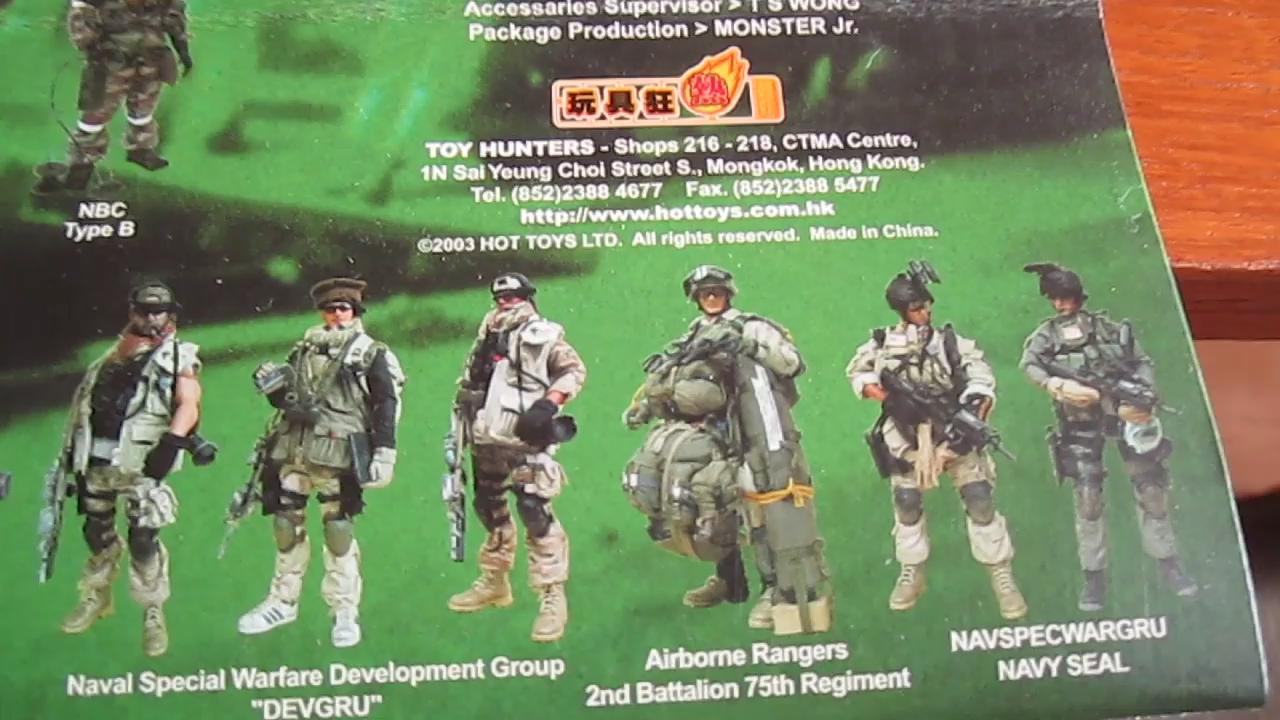 Accessories Supervisor > T S WONG
Package Production > MONSTER Jr.
玩具狂熱
TOY HUNTERS - Shops 216 - 218, CTMA Centre,
1N Sai Yeung Choi Street S., Mongkok, Hong Kong.
Tel. (852)2388 4677 Fax. (852)2388 5477
http://www.hottoys.com.hk
©2003 HOT TOYS LTD. All rights reserved. Made in China.
NBC
Type B
Naval Special Warfare Development Group
"DEVGRU"
Airborne Rangers
2nd Battalion 75th Regiment
NAVSPECWARGRU
NAVY SEAL